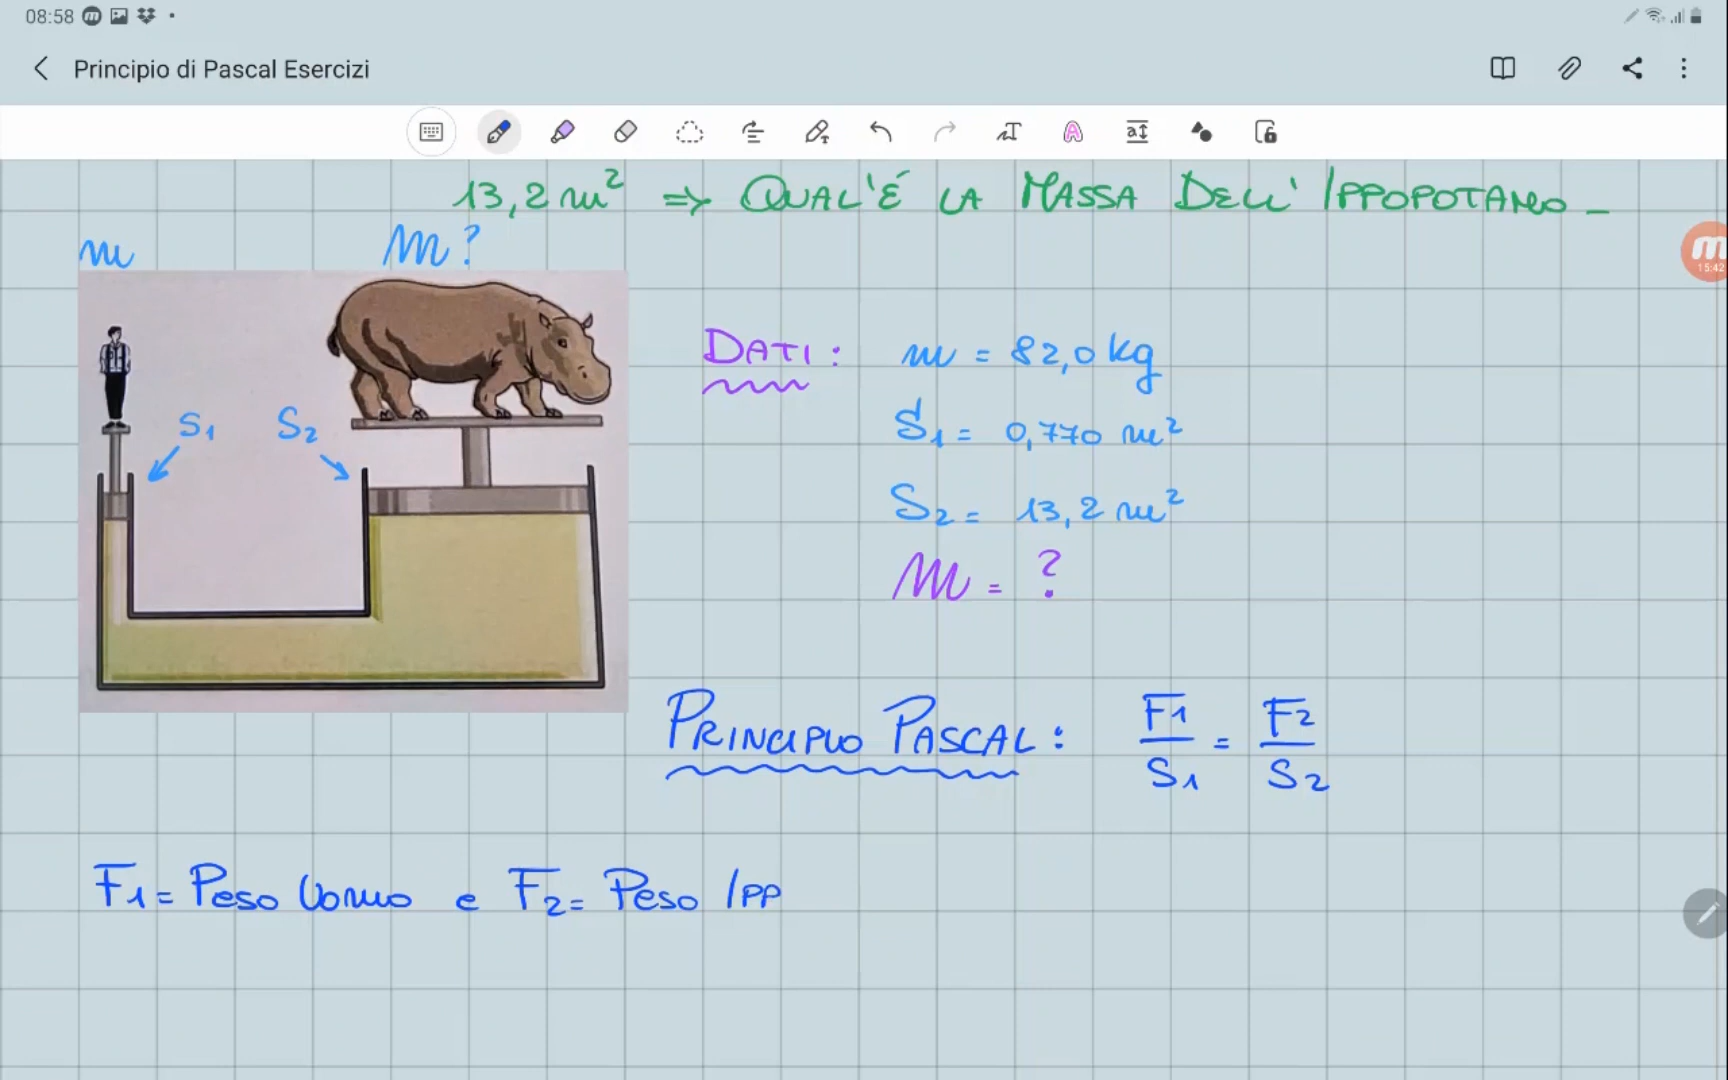 08:58
Principio di Pascal Esercizi
13,2 m² => QUAL'É LA MASSA DELL' IPPOPOTAMO _
m M?
15:42
S1 S2
DATI: m = 82,0 kg
S1 = 0,770 m²
S2 = 13,2 m²
M = ?
PRINCIPIO PASCAL: F1/S1 = F2/S2
F1 = Peso Uomo e F2 = Peso Ipp